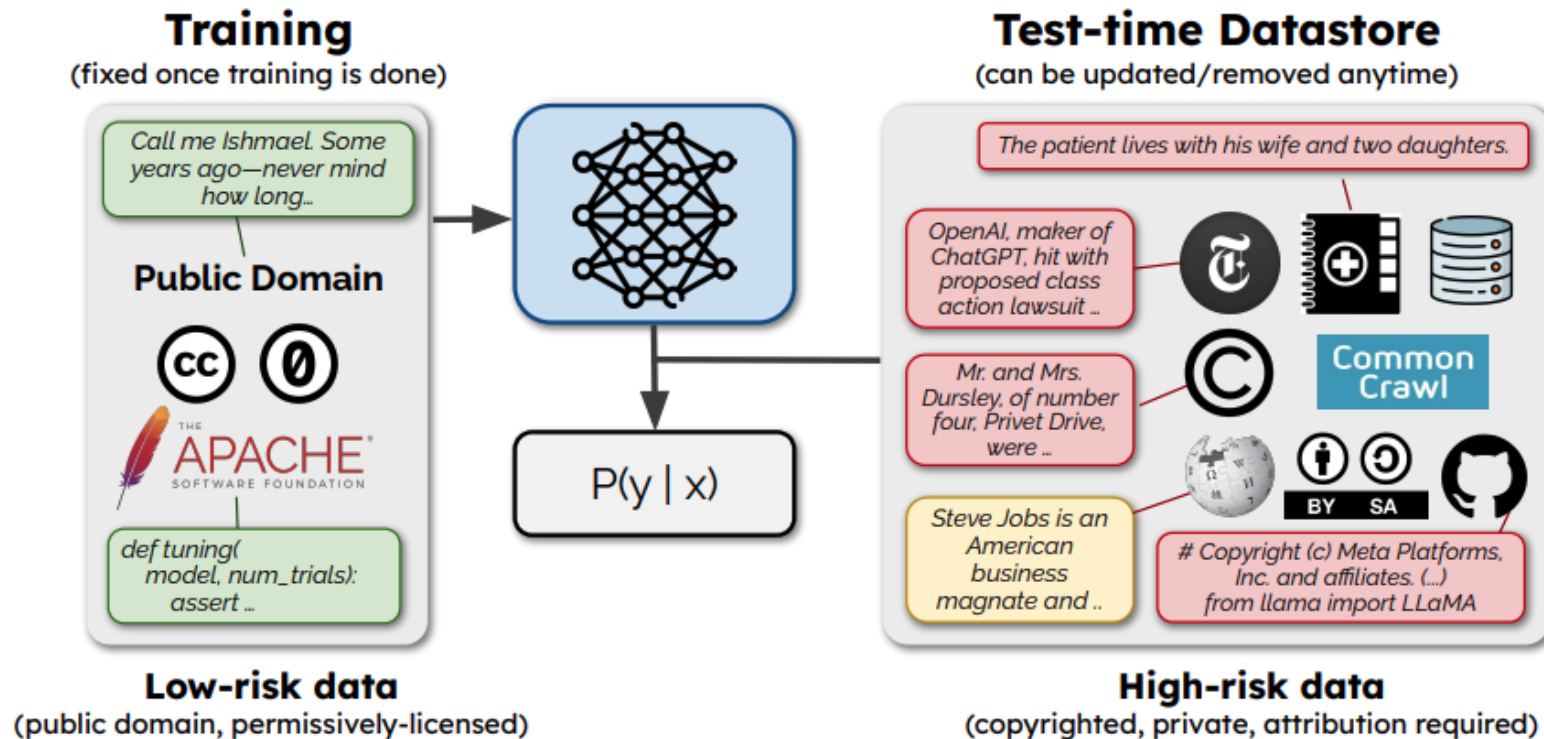 Training
(fixed once training is done)
Call me Ishmael. Some
years ago—never mind
how long…
Public Domain
cc
0
THE
APACHE®
SOFTWARE FOUNDATION
def tuning(
model, num_trials):
assert …
Low-risk data
(public domain, permissively-licensed)
P(y | x)
Test-time Datastore
(can be updated/removed anytime)
The patient lives with his wife and two daughters.
OpenAI, maker of
ChatGPT, hit with
proposed class
action lawsuit …
T
Mr. and Mrs.
Dursley, of number
four, Privet Drive,
were …
C
Common
Crawl
Steve Jobs is an
American
business
magnate and ..
BY SA
# Copyright (c) Meta Platforms,
Inc. and affiliates. (...)
from llama import LLaMA
High-risk data
(copyrighted, private, attribution required)